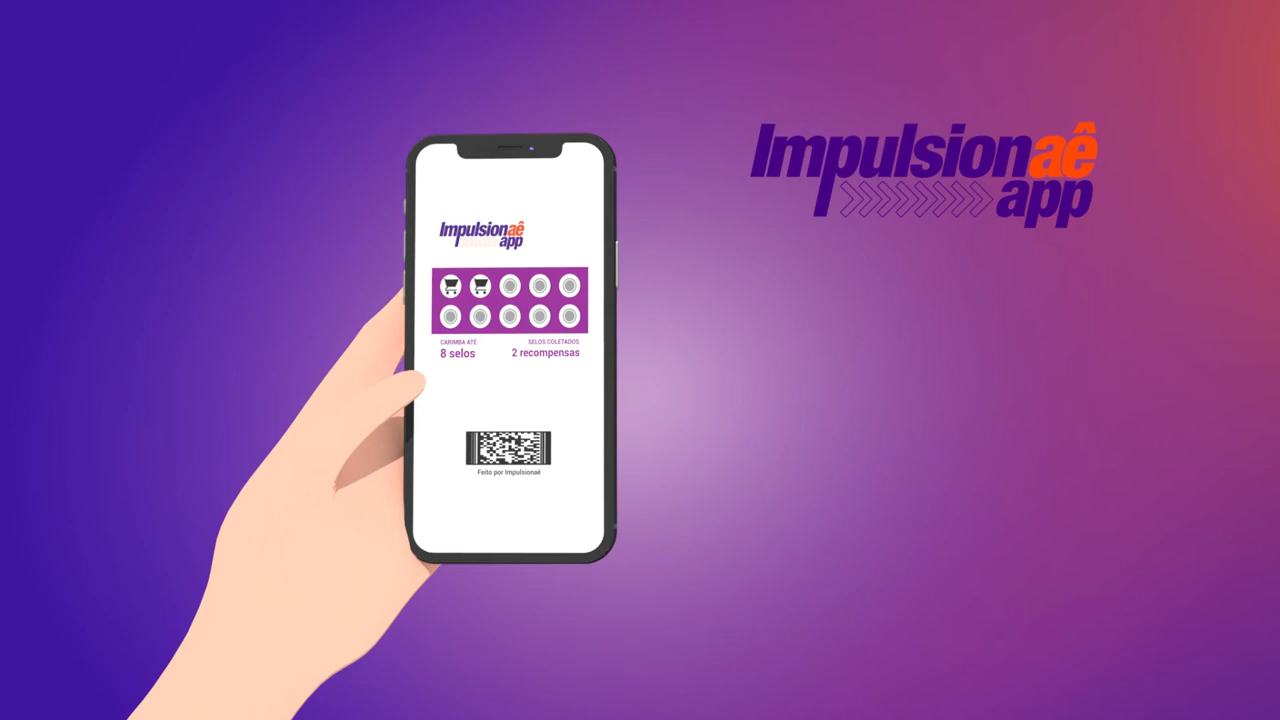 Impulsionaê
app
Impulsionaê
app
CARIMBA ATÉ
8 selos
SELOS COLETADOS
2 recompensas
Feito por Impulsionaê